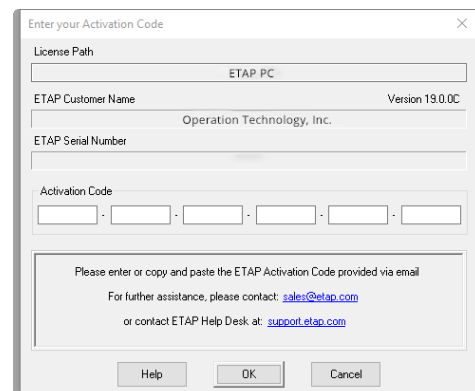 Enter your Activation Code
License Path
ETAP PC
ETAP Customer Name Version 19.0.0C
Operation Technology, Inc.
ETAP Serial Number
Activation Code
- - - - -
Please enter or copy and paste the ETAP Activation Code provided via email
For further assistance, please contact: sales@etap.com
or contact ETAP Help Desk at: support.etap.com
Help OK Cancel